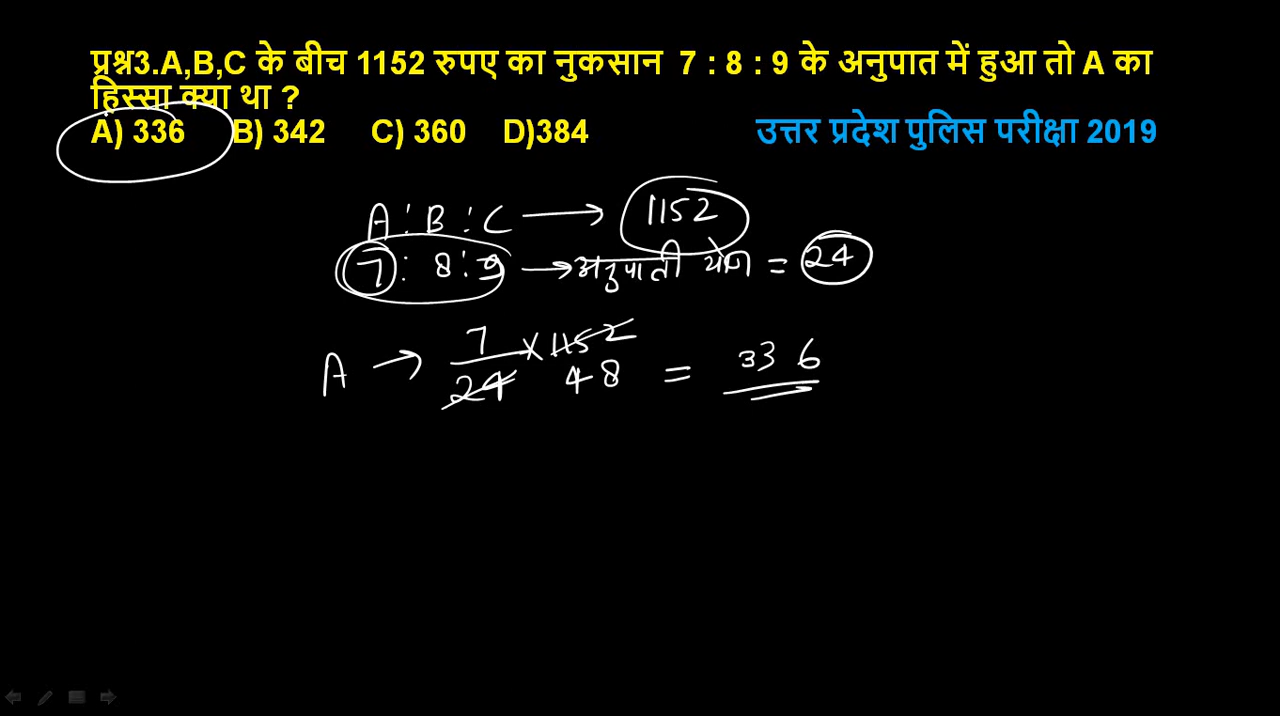 प्रश्न3.A,B,C के बीच 1152 रुपए का नुकसान 7 : 8 : 9 के अनुपात में हुआ तो A का
हिस्सा क्या था ?
A) 336 B) 342 C) 360 D)384 उत्तर प्रदेश पुलिस परीक्षा 2019
A : B : C → 1152
7 : 8 : 9 → अनुपाती योग = 24
A → 7/24 × 1152 48 = 336